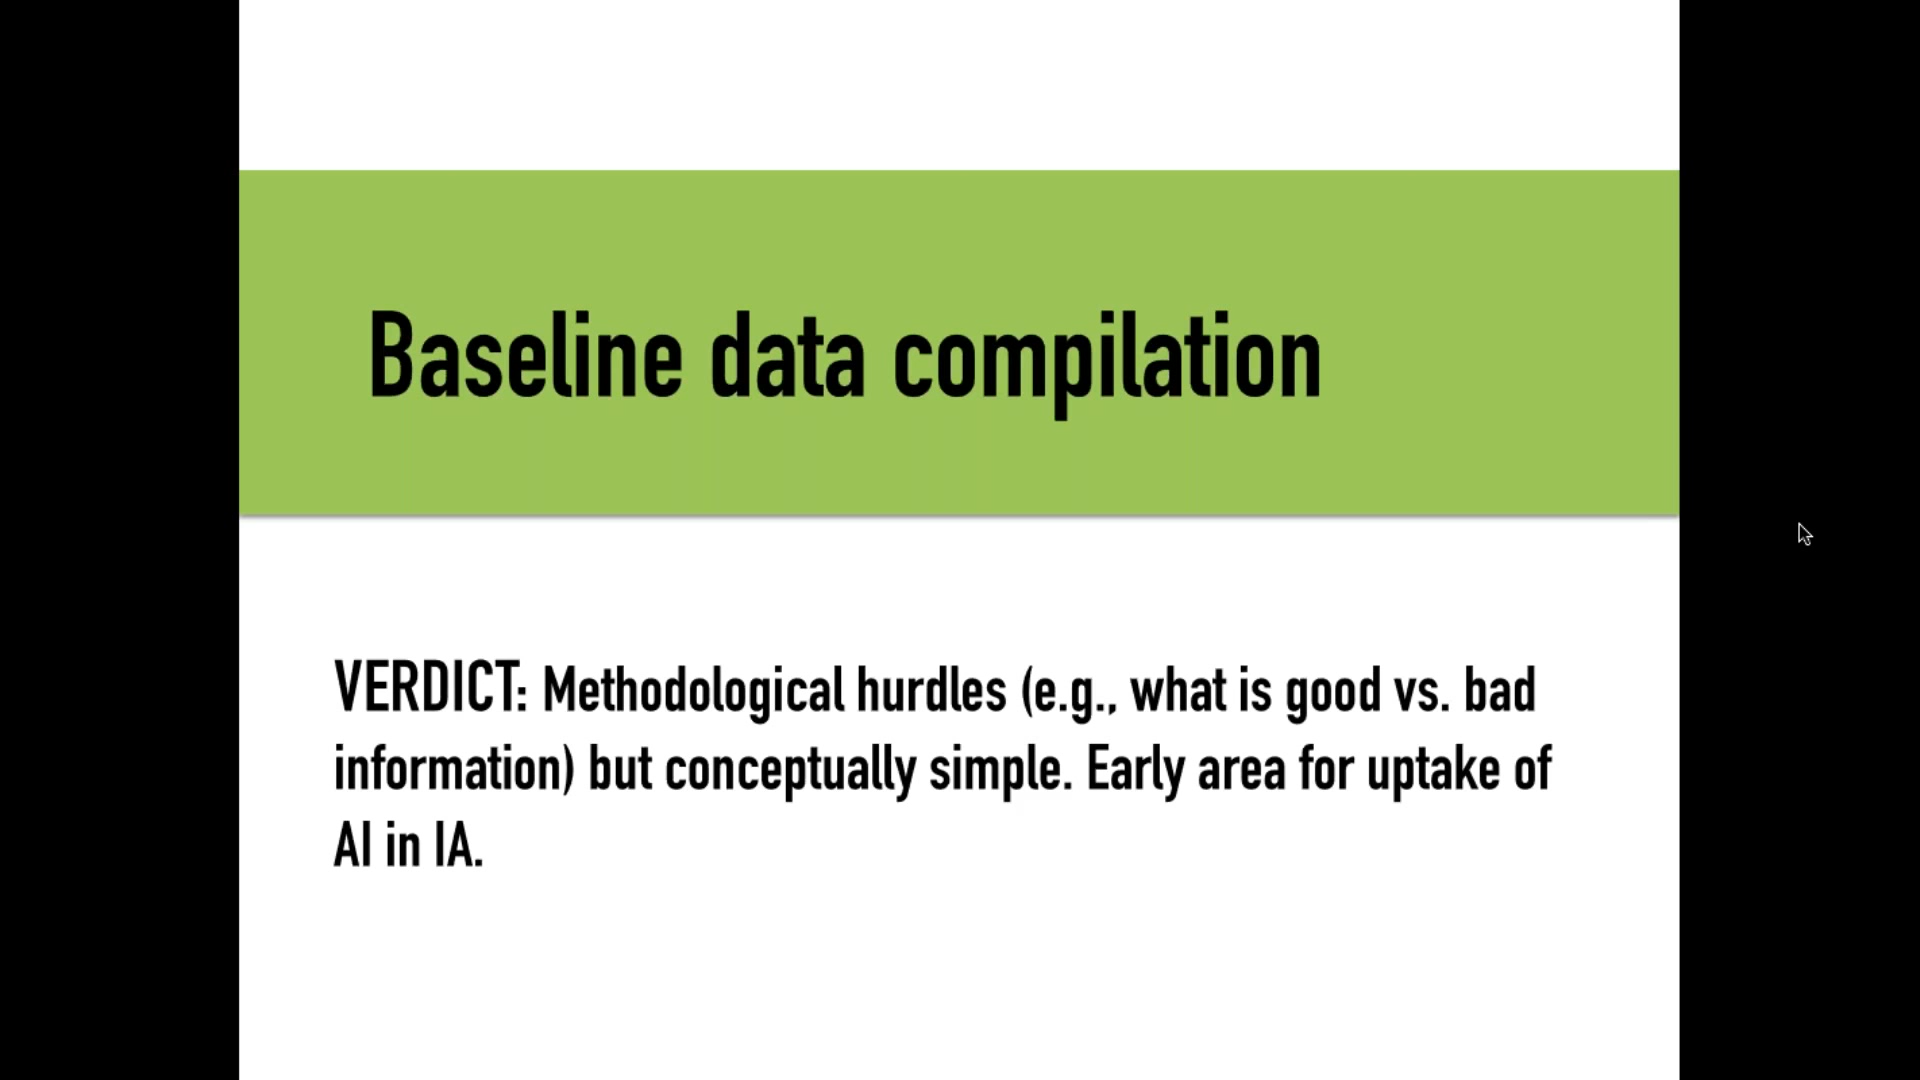 Baseline data compilation
VERDICT: Methodological hurdles (e.g., what is good vs. bad
information) but conceptually simple. Early area for uptake of
AI in IA.